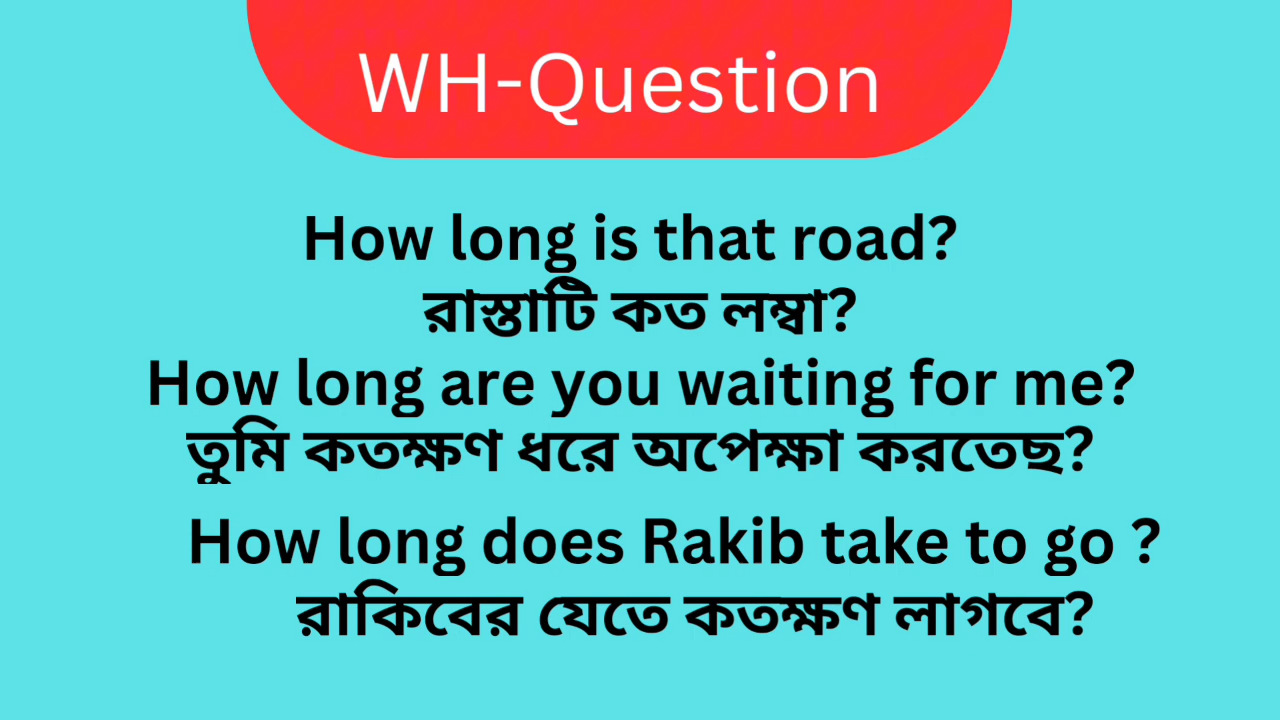 WH-Question
How long is that road?
রাস্তাটি কত লম্বা?
How long are you waiting for me?
তুমি কতক্ষণ ধরে অপেক্ষা করতেছ?
How long does Rakib take to go ?
রাকিবের যেতে কতক্ষণ লাগবে?